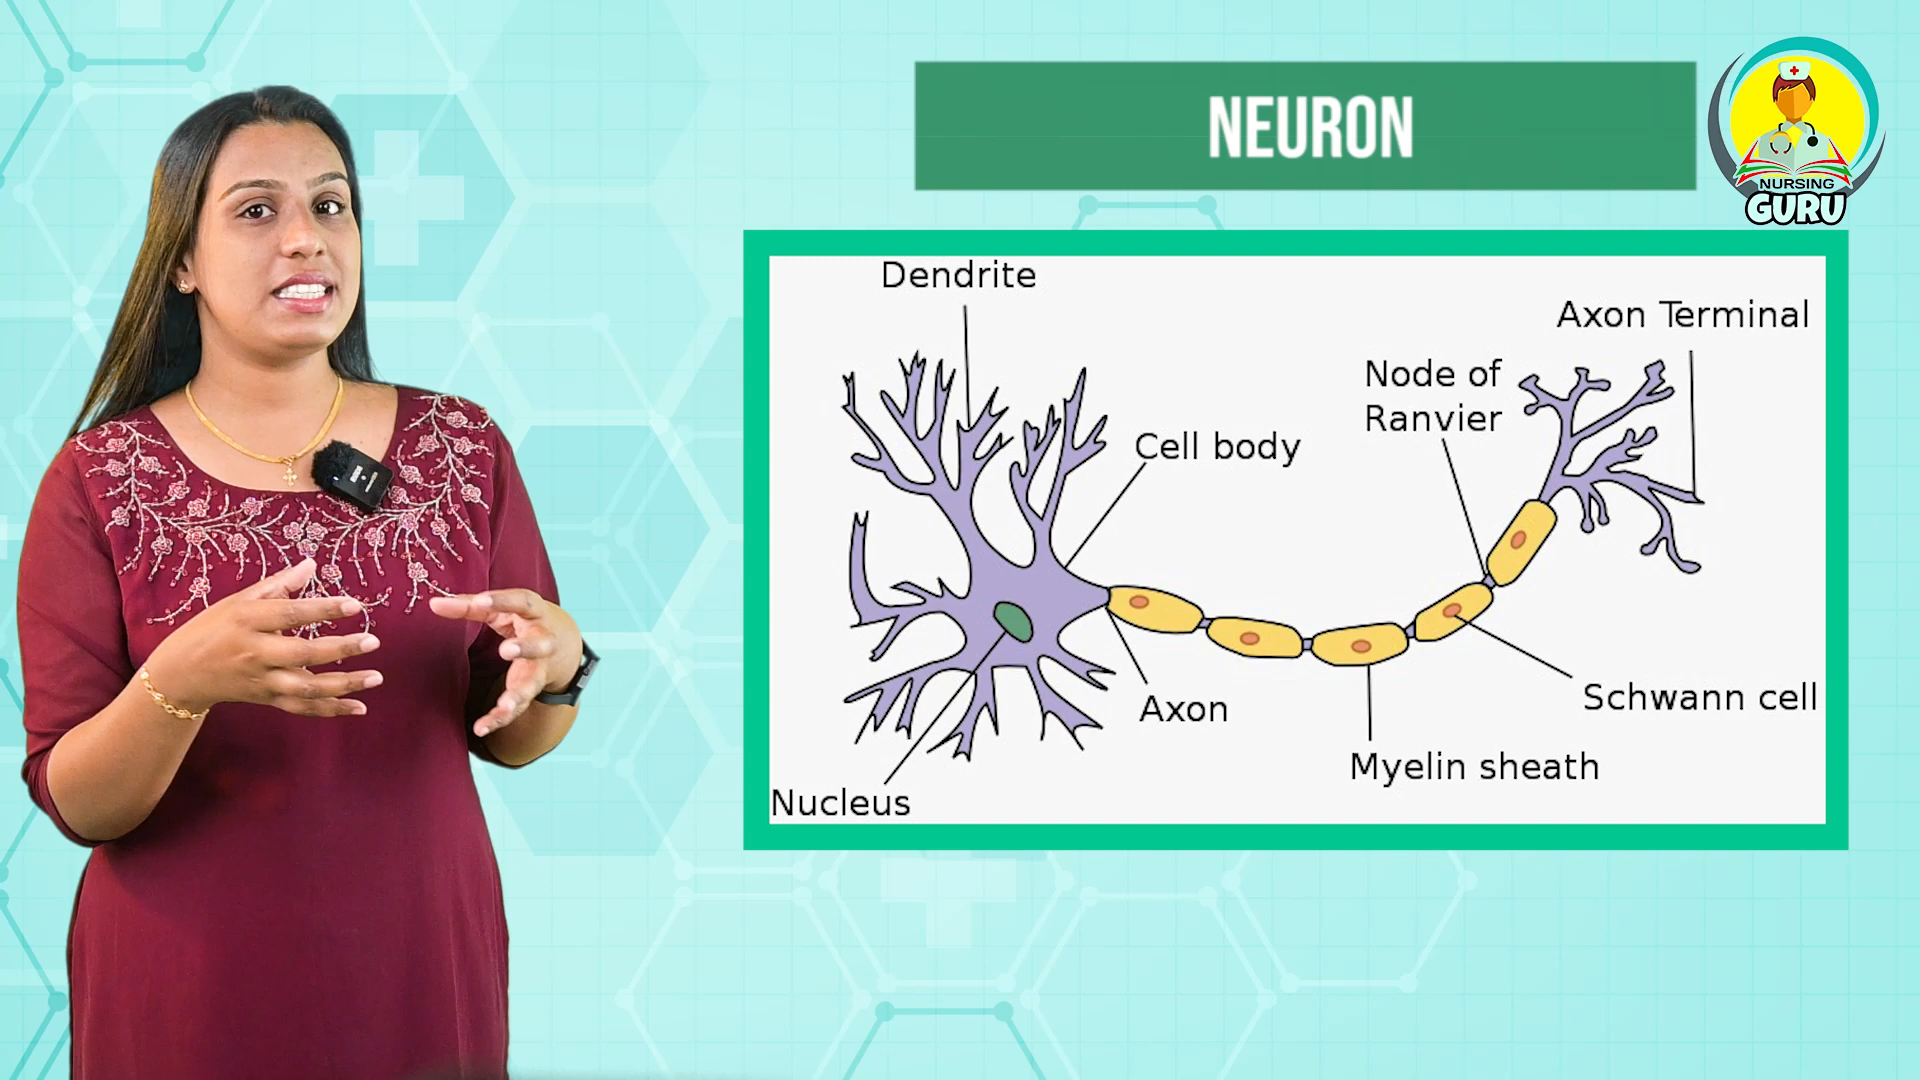 NEURON
NURSING
GURU
Dendrite
Axon Terminal
Node of
Ranvier
Cell body
Schwann cell
Axon
Myelin sheath
Nucleus